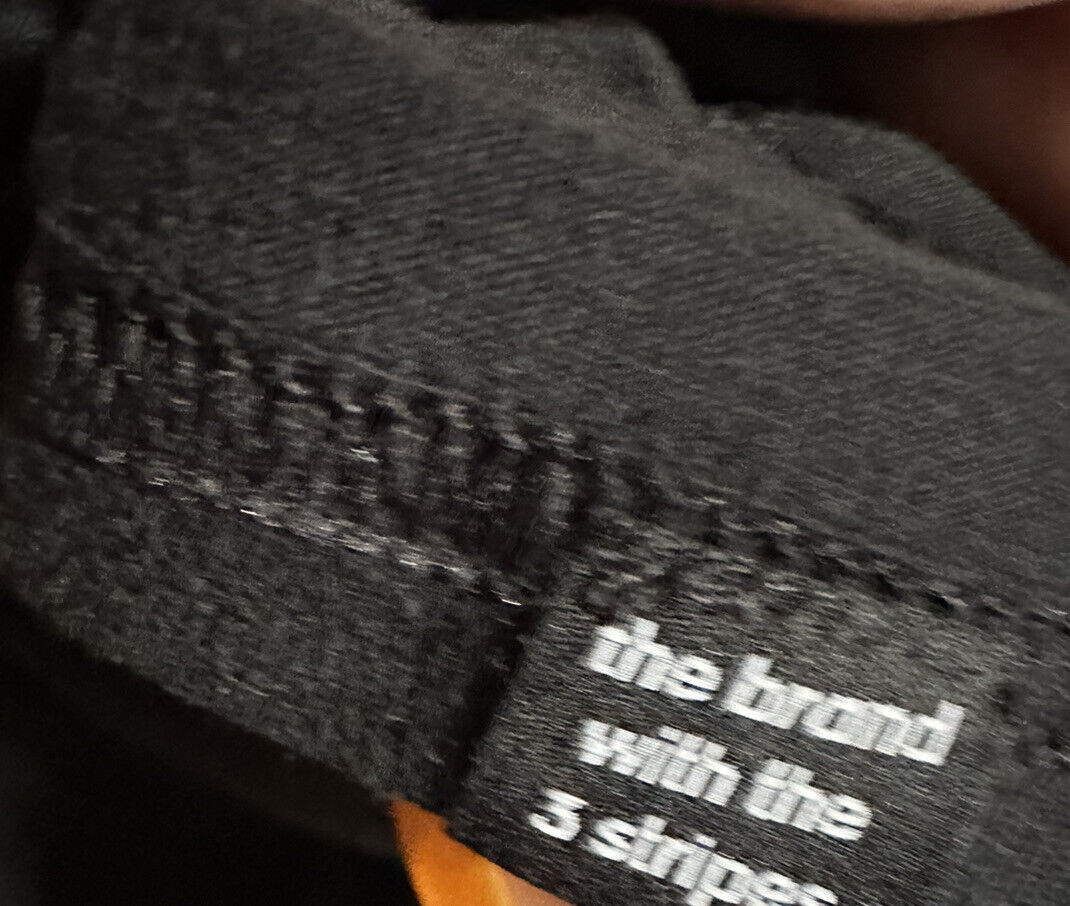 the brand
with the
3 stripes